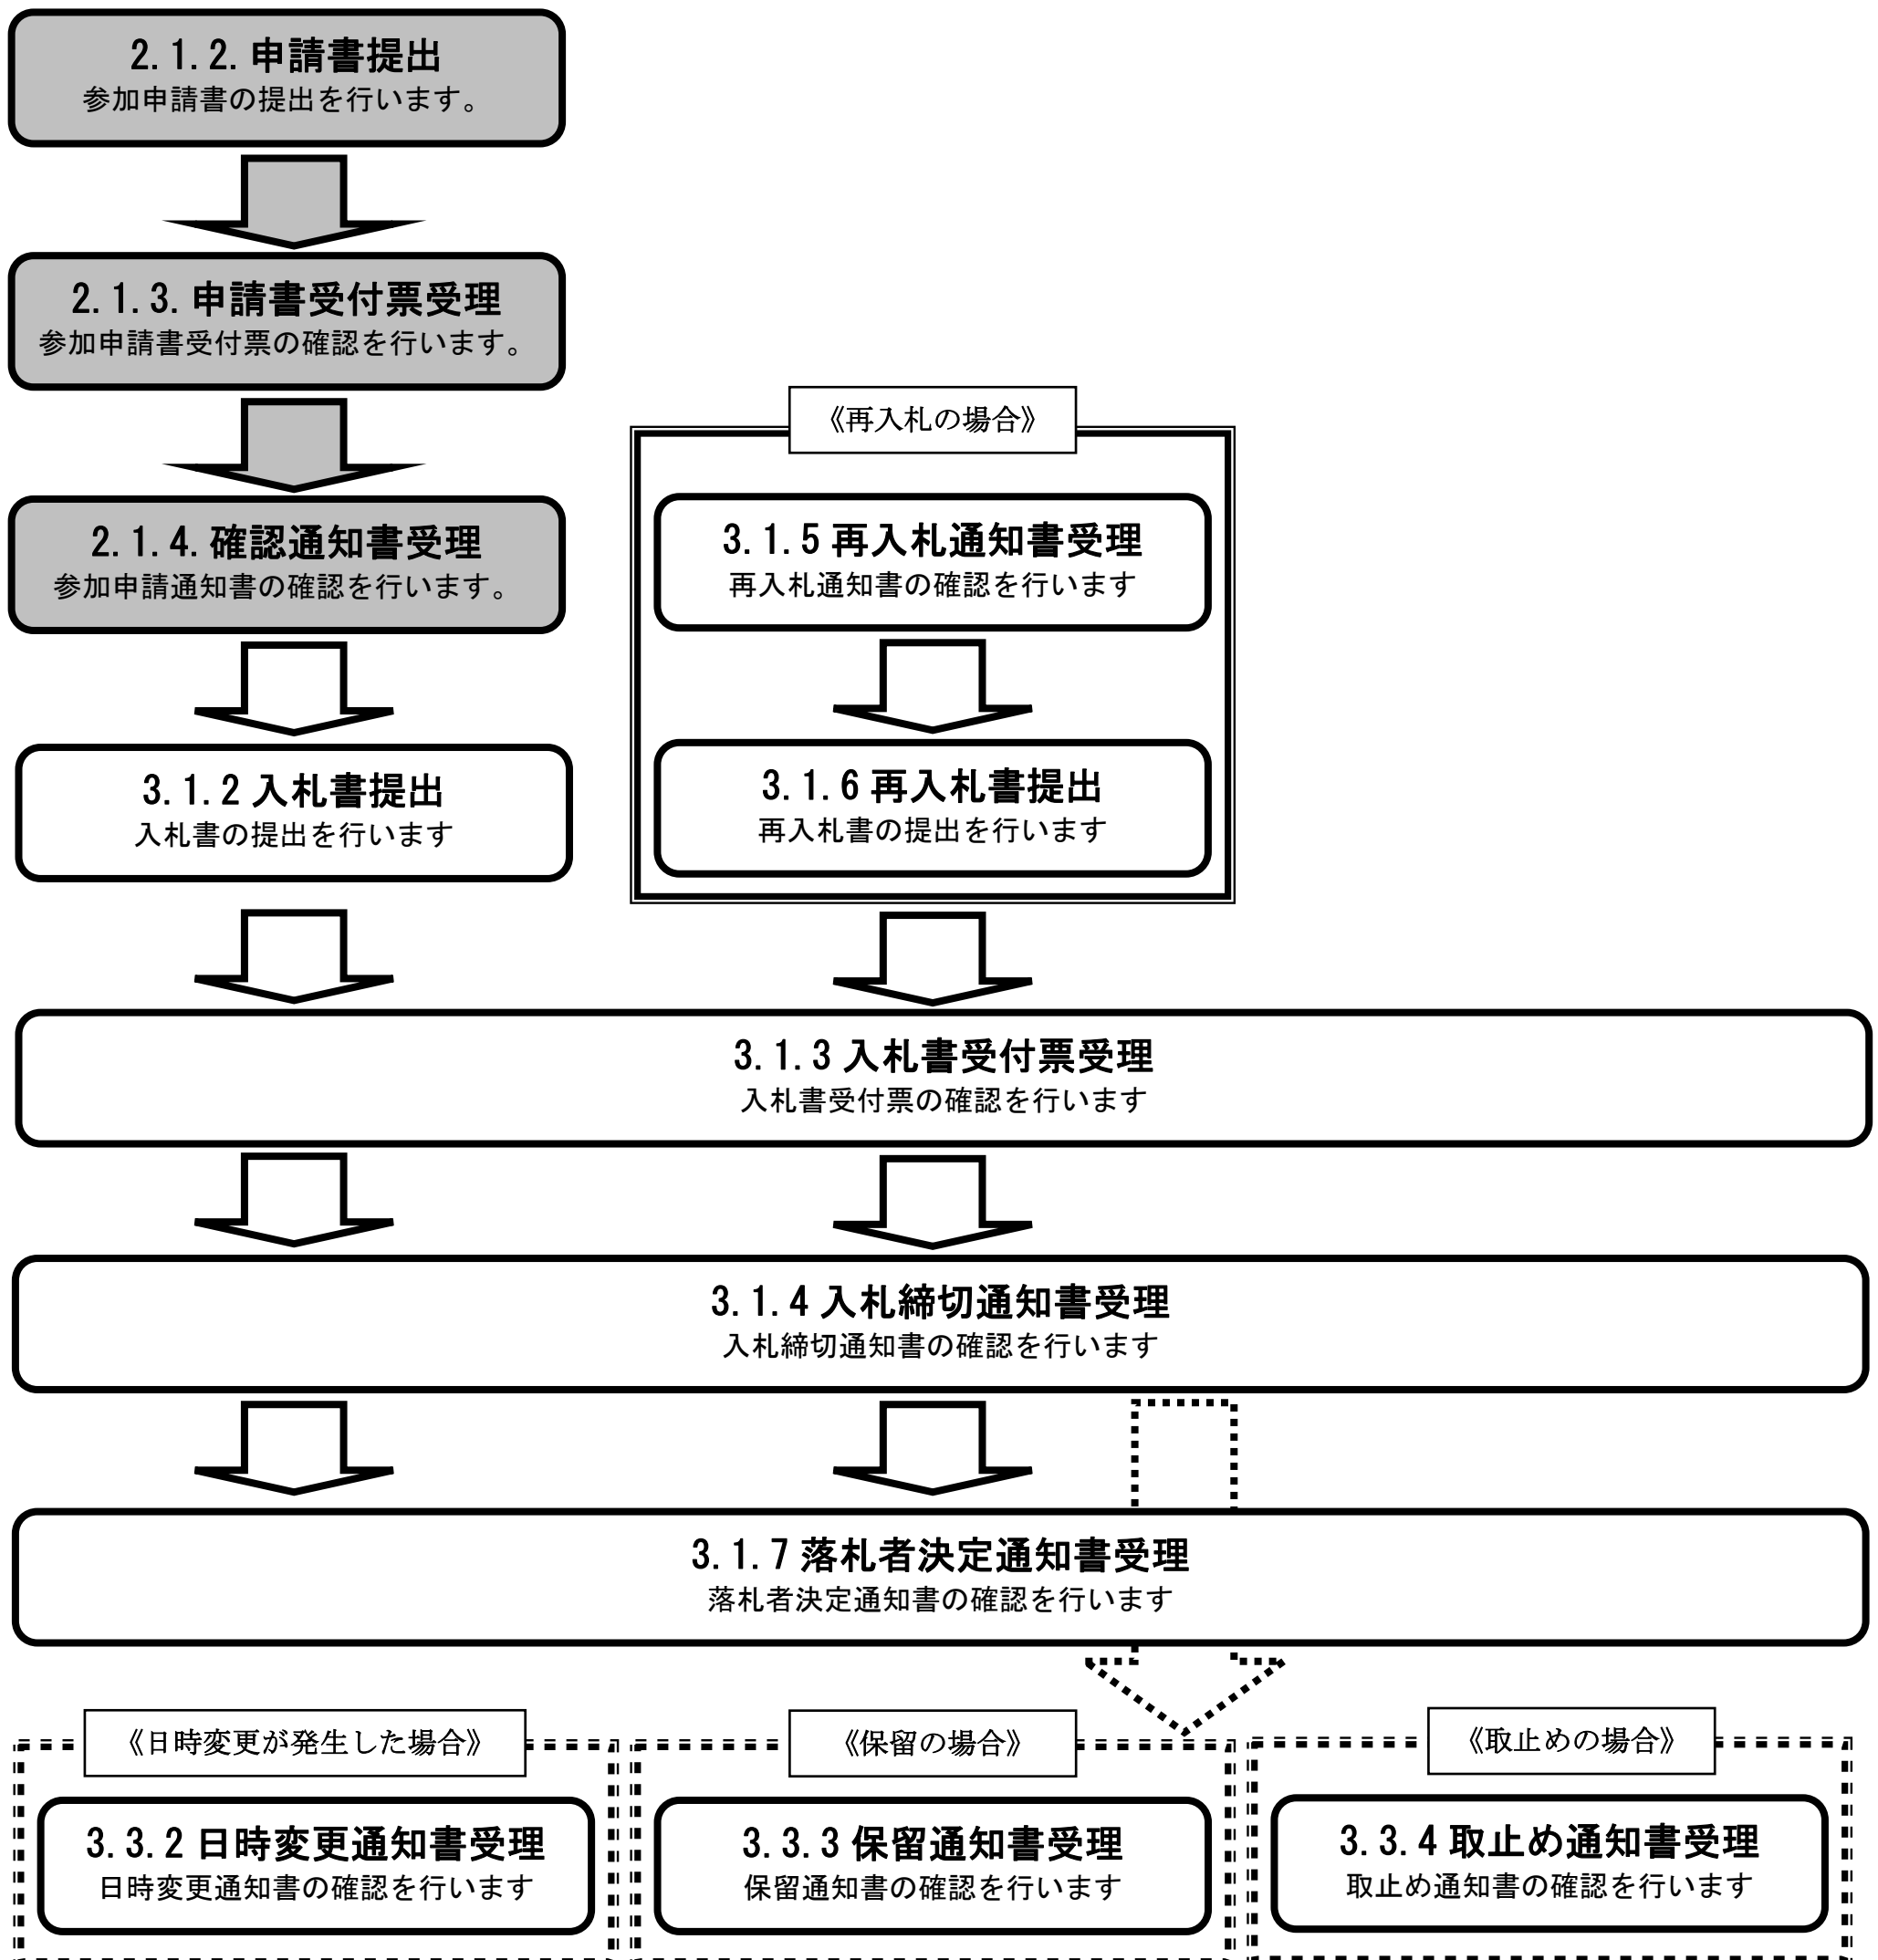 2.1.2.申請書提出
参加申請書の提出を行います。
2.1.3.申請書受付票受理
参加申請書受付票の確認を行います。
2.1.4.確認通知書受理
参加申請通知書の確認を行います。
3.1.2 入札書提出
入札書の提出を行います
《再入札の場合》
3.1.5 再入札通知書受理
再入札通知書の確認を行います
3.1.6 再入札書提出
再入札書の提出を行います
3.1.3 入札書受付票受理
入札書受付票の確認を行います
3.1.4 入札締切通知書受理
入札締切通知書の確認を行います
3.1.7 落札者決定通知書受理
落札者決定通知書の確認を行います
《日時変更が発生した場合》
3.3.2 日時変更通知書受理
日時変更通知書の確認を行います
《保留の場合》
3.3.3 保留通知書受理
保留通知書の確認を行います
《取止めの場合》
3.3.4 取止め通知書受理
取止め通知書の確認を行います